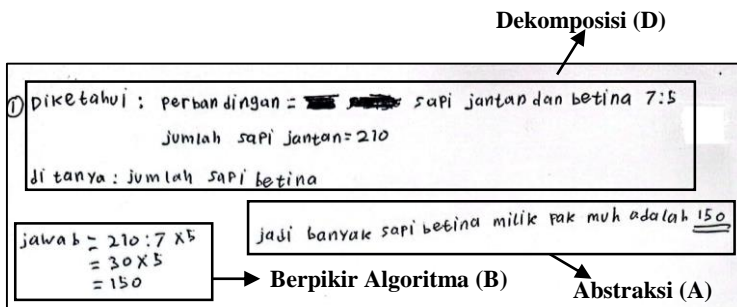 Dekomposisi (D)
① Diketahui : perbandingan = sapi jantan dan betina 7:5
jumlah sapi jantan = 210
di tanya : jumlah sapi betina
jadi banyak sapi betina milik pak muh adalah 150
jawab = 210 : 7 x 5
= 30 x 5
= 150
Berpikir Algoritma (B)
Abstraksi (A)